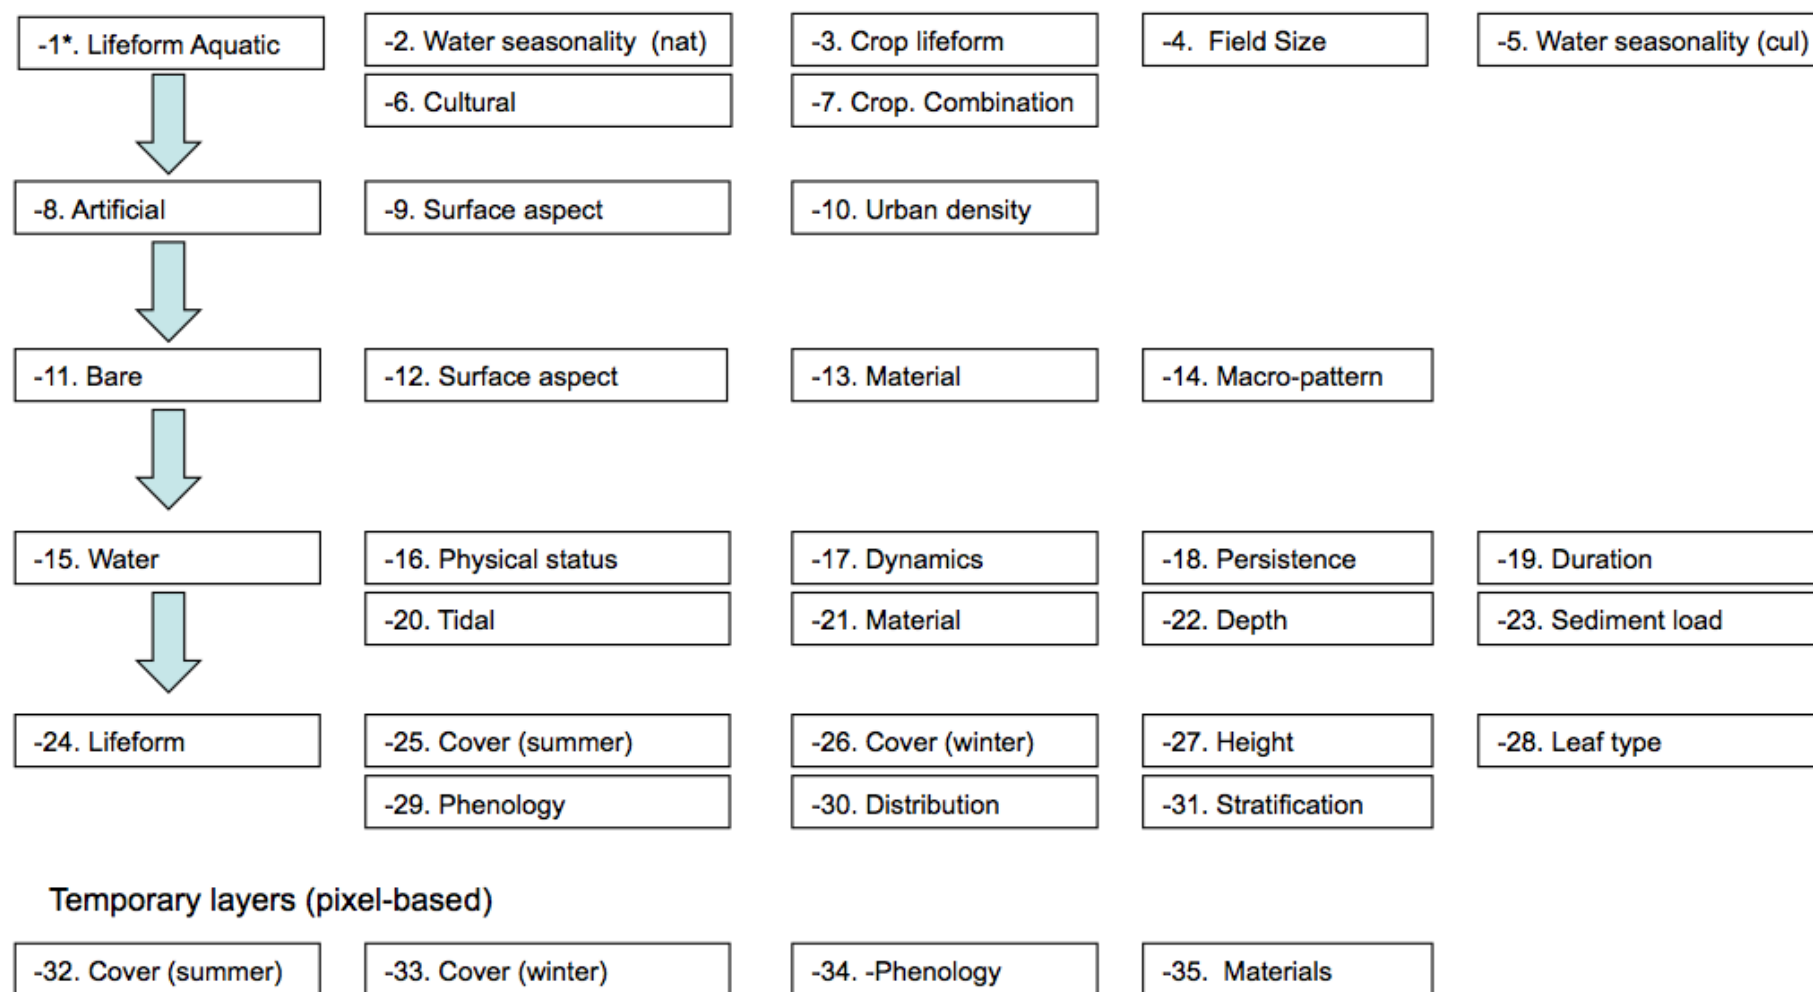 -1*. Lifeform Aquatic
-2. Water seasonality (nat)
-3. Crop lifeform
-4. Field Size
-5. Water seasonality (cul)
-6. Cultural
-7. Crop. Combination
-8. Artificial
-9. Surface aspect
-10. Urban density
-11. Bare
-12. Surface aspect
-13. Material
-14. Macro-pattern
-15. Water
-16. Physical status
-17. Dynamics
-18. Persistence
-19. Duration
-20. Tidal
-21. Material
-22. Depth
-23. Sediment load
-24. Lifeform
-25. Cover (summer)
-26. Cover (winter)
-27. Height
-28. Leaf type
-29. Phenology
-30. Distribution
-31. Stratification
Temporary layers (pixel-based)
-32. Cover (summer)
-33. Cover (winter)
-34. -Phenology
-35. Materials